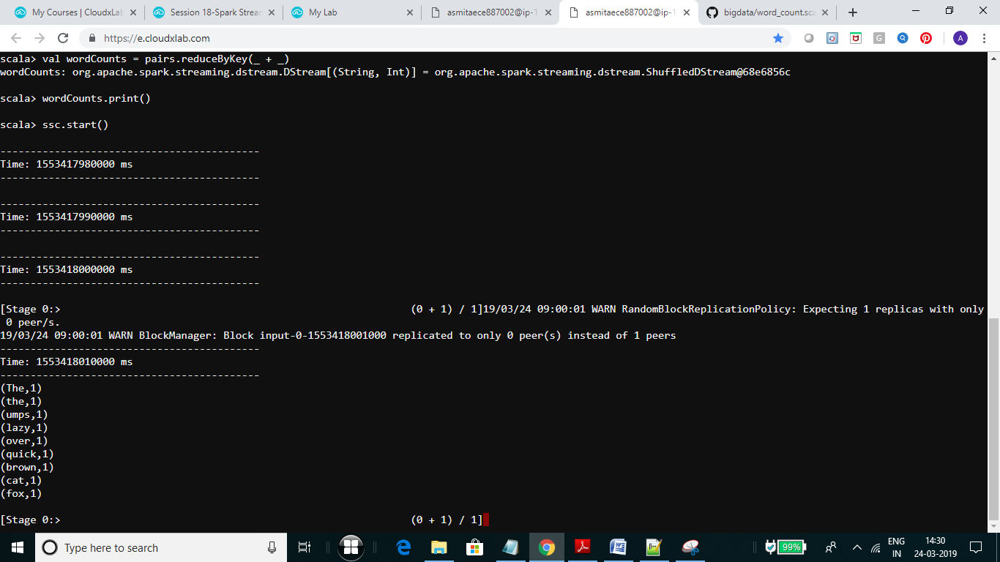 My Courses | CloudxLab
Session 18-Spark Strea
My Lab
asmitaece887002@ip-1
asmitaece887002@ip-1
bigdata/word_count.sca
https://e.cloudxlab.com
A
scala> val wordCounts = pairs.reduceByKey(_ + _)
wordCounts: org.apache.spark.streaming.dstream.DStream[(String, Int)] = org.apache.spark.streaming.dstream.ShuffledDStream@68e6856c
scala> wordCounts.print()
scala> ssc.start()
-------------------------------------------
Time: 1553417980000 ms
-------------------------------------------
-------------------------------------------
Time: 1553417990000 ms
-------------------------------------------
-------------------------------------------
Time: 1553418000000 ms
-------------------------------------------
[Stage 0:>                                                          (0 + 1) / 1]19/03/24 09:00:01 WARN RandomBlockReplicationPolicy: Expecting 1 replicas with only
 0 peer/s.
19/03/24 09:00:01 WARN BlockManager: Block input-0-1553418001000 replicated to only 0 peer(s) instead of 1 peers
-------------------------------------------
Time: 1553418010000 ms
-------------------------------------------
(The,1)
(the,1)
(umps,1)
(lazy,1)
(over,1)
(quick,1)
(brown,1)
(cat,1)
(fox,1)
[Stage 0:>                                                          (0 + 1) / 1]
Type here to search
99%
ENG
IN
14:30
24-03-2019